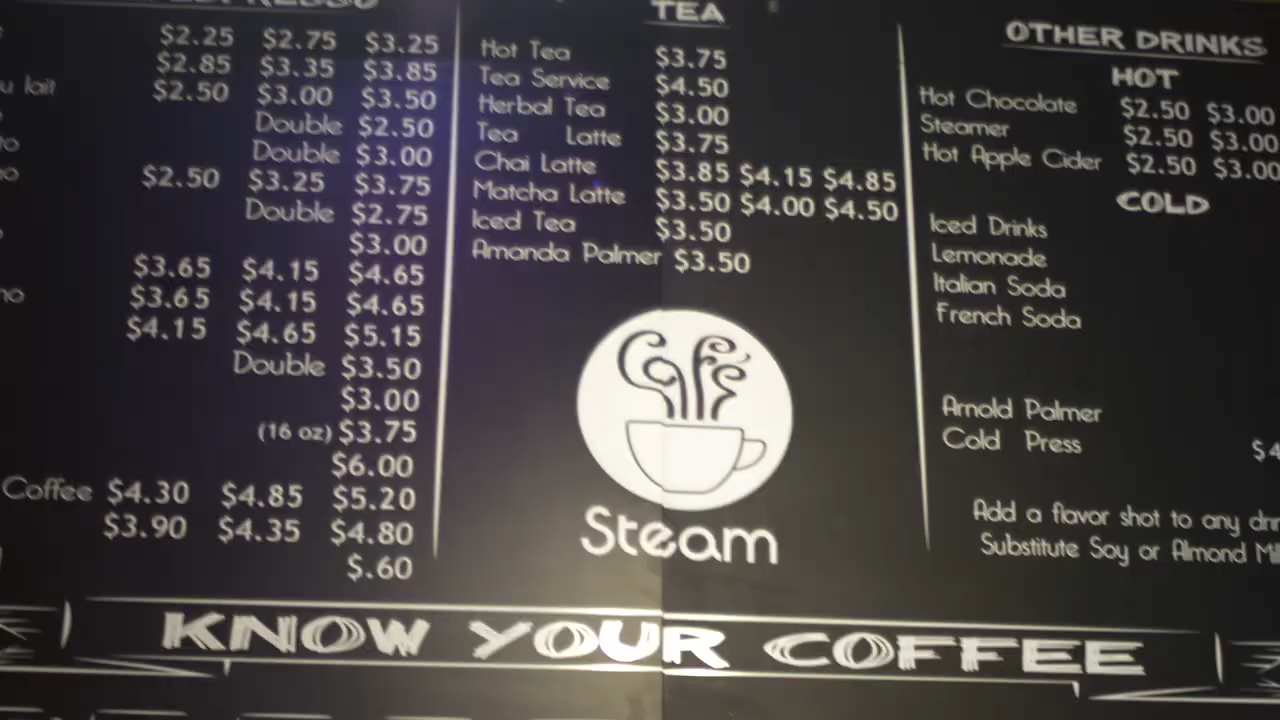 $2.25 $2.75 $3.25
$2.85 $3.35 $3.85
lait $2.50 $3.00 $3.50
Double $2.50
Double $3.00
$2.50 $3.25 $3.75
Double $2.75
$3.00
$3.65 $4.15 $4.65
$3.65 $4.15 $4.65
$4.15 $4.65 $5.15
Double $3.50
$3.00
(16 oz) $3.75
$6.00
Coffee $4.30 $4.85 $5.20
$3.90 $4.35 $4.80
$.60
TEA
Hot Tea $3.75
Tea Service $4.50
Herbal Tea $3.00
Tea Latte $3.75
Chai Latte $3.85 $4.15 $4.85
Matcha Latte $3.50 $4.00 $4.50
Iced Tea $3.50
Amanda Palmer $3.50
Café
Steam
OTHER DRINKS
HOT
Hot Chocolate $2.50 $3.00
Steamer $2.50 $3.00
Hot Apple Cider $2.50 $3.00
COLD
Iced Drinks
Lemonade
Italian Soda
French Soda
Arnold Palmer
Cold Press $4
Add a flavor shot to any
Substitute Soy or Almond
KNOW YOUR COFFEE